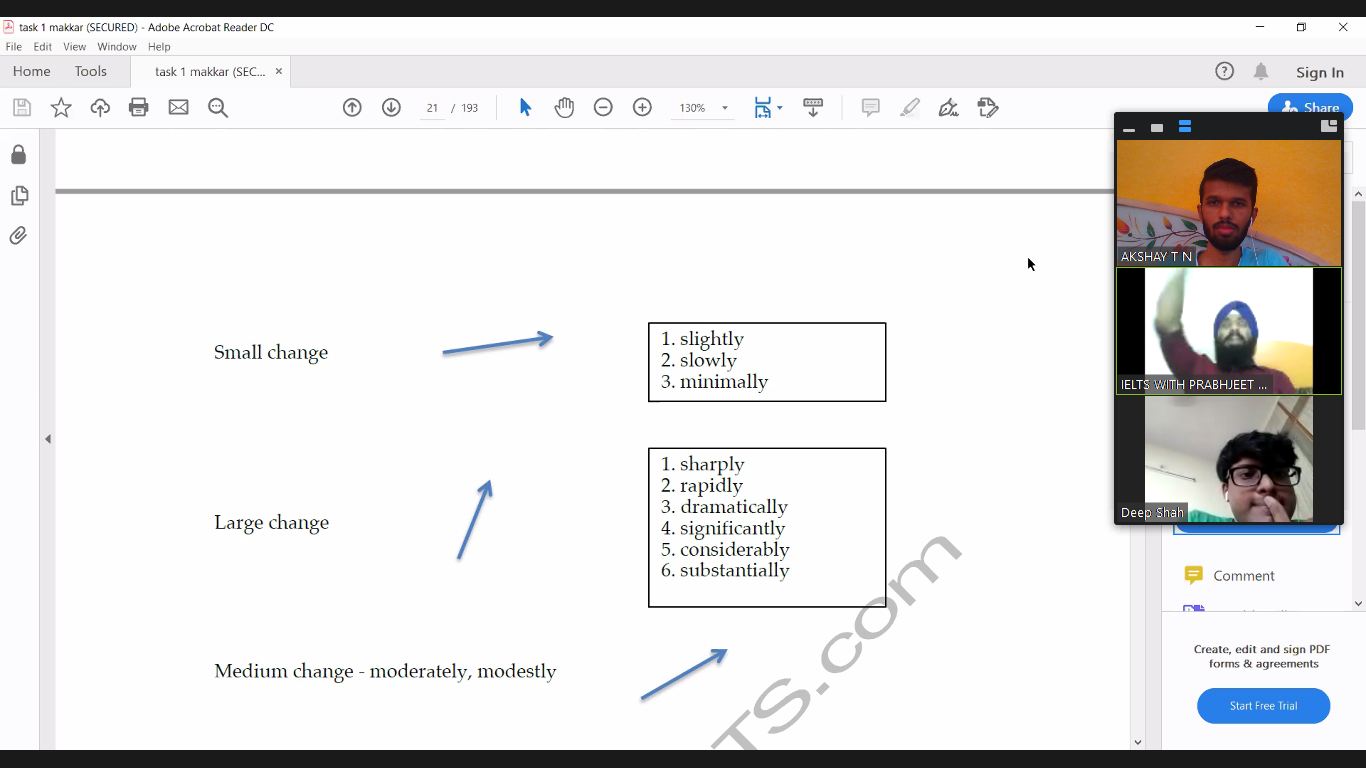 task 1 makkar (SECURED) - Adobe Acrobat Reader DC
File Edit View Window Help
Home Tools task 1 makkar (SEC... ×
Sign In
21 / 193
130%
Share
AKSHAY T N
IELTS WITH PRABHJEET ...
Deep Shah
Small change
1. slightly
2. slowly
3. minimally
Large change
1. sharply
2. rapidly
3. dramatically
4. significantly
5. considerably
6. substantially
Medium change - moderately, modestly
TS.com
Comment
Create, edit and sign PDF
forms & agreements
Start Free Trial